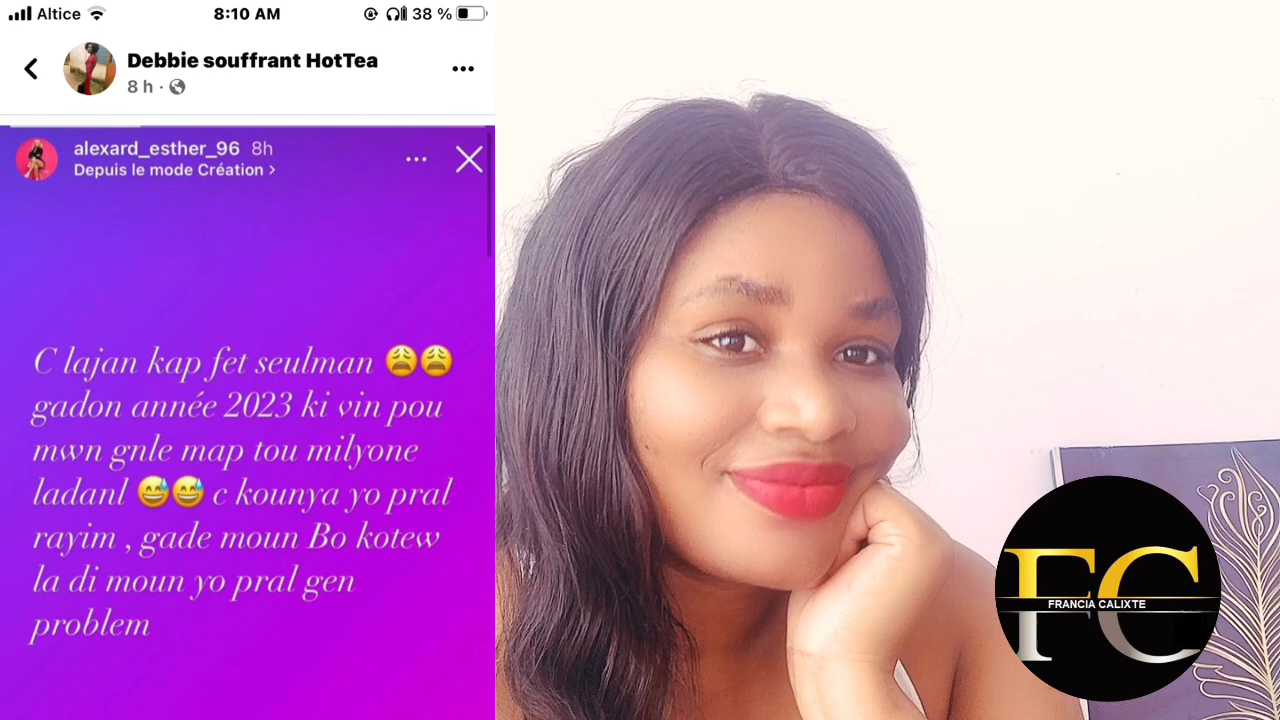 Altice 8:10 AM 38 %
Debbie souffrant HotTea
8 h ·
alexard_esther_96 8h
Depuis le mode Création >
C lajan kap fet seulman 😩😩
gadon année 2023 ki vin pou
mwn gnle map tou milyone
ladanl 😅😅 c kounya yo pral
rayim , gade moun Bo kotew
la di moun yo pral gen
problem
FC
FRANCIA CALIXTE